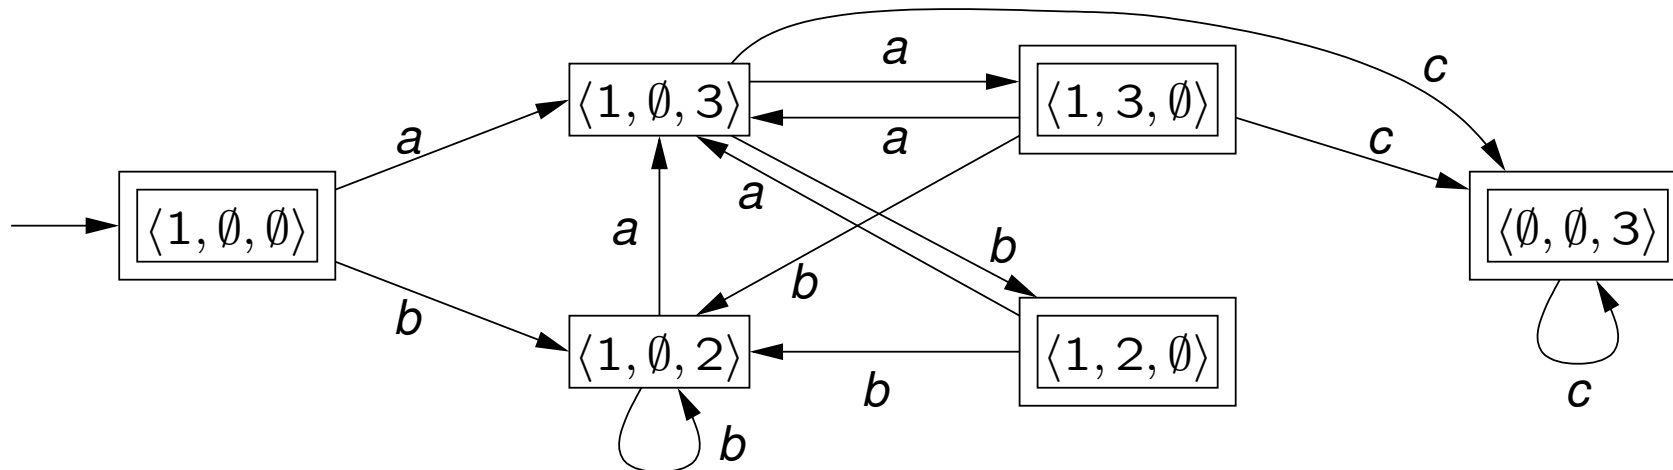 c
a
⟨1, ∅, 3⟩
⟨1, 3, ∅⟩
a
a
c
a
⟨1, ∅, ∅⟩
a
b
⟨∅, ∅, 3⟩
b
b
⟨1, ∅, 2⟩
⟨1, 2, ∅⟩
b
c
b